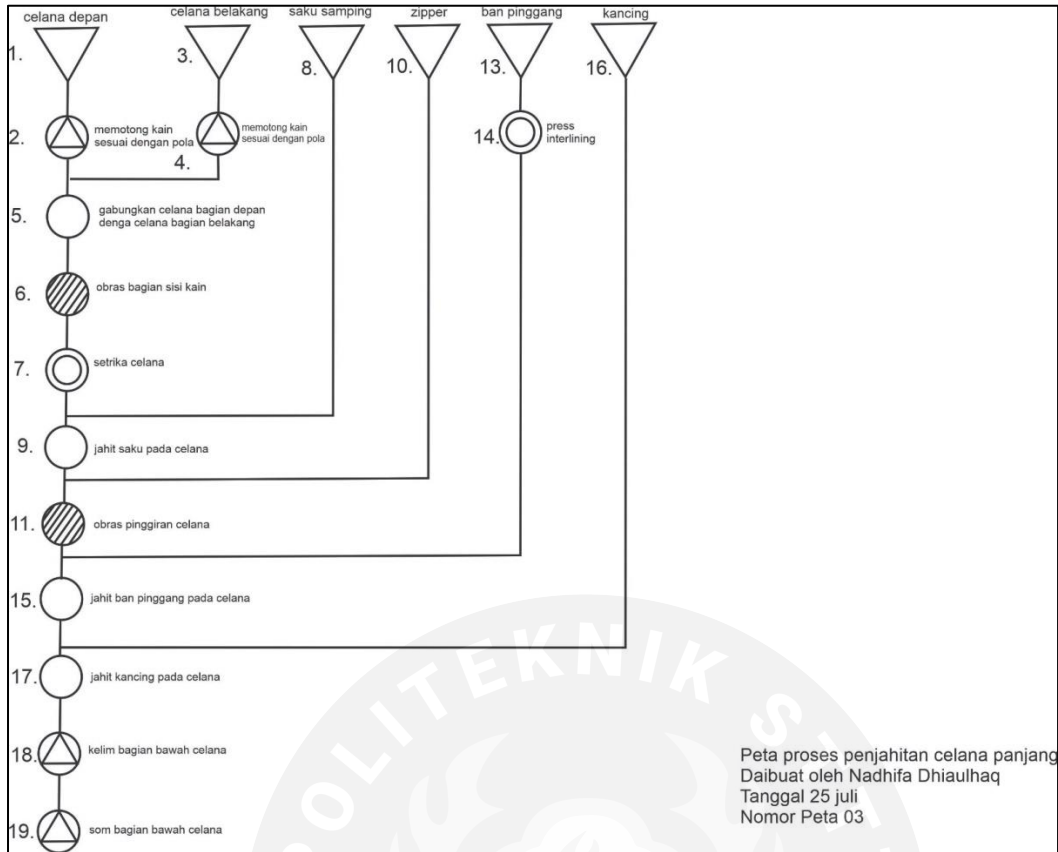 celana depan
celana belakang
saku samping
zipper
ban pinggang
kancing
1.
3.
8.
10.
13.
16.
2.
memotong kain
sesuai dengan pola
4.
memotong kain
sesuai dengan pola
14.
press
interlining
5.
gabungkan celana bagian depan
denga celana bagian belakang
6.
obras bagian sisi kain
7.
setrika celana
9.
jahit saku pada celana
11.
obras pinggiran celana
15.
jahit ban pinggang pada celana
17.
jahit kancing pada celana
18.
kelim bagian bawah celana
19.
som bagian bawah celana
Peta proses penjahitan celana panjang
Daibuat oleh Nadhifa Dhiaulhaq
Tanggal 25 juli
Nomor Peta 03
POLITEKNIK ST